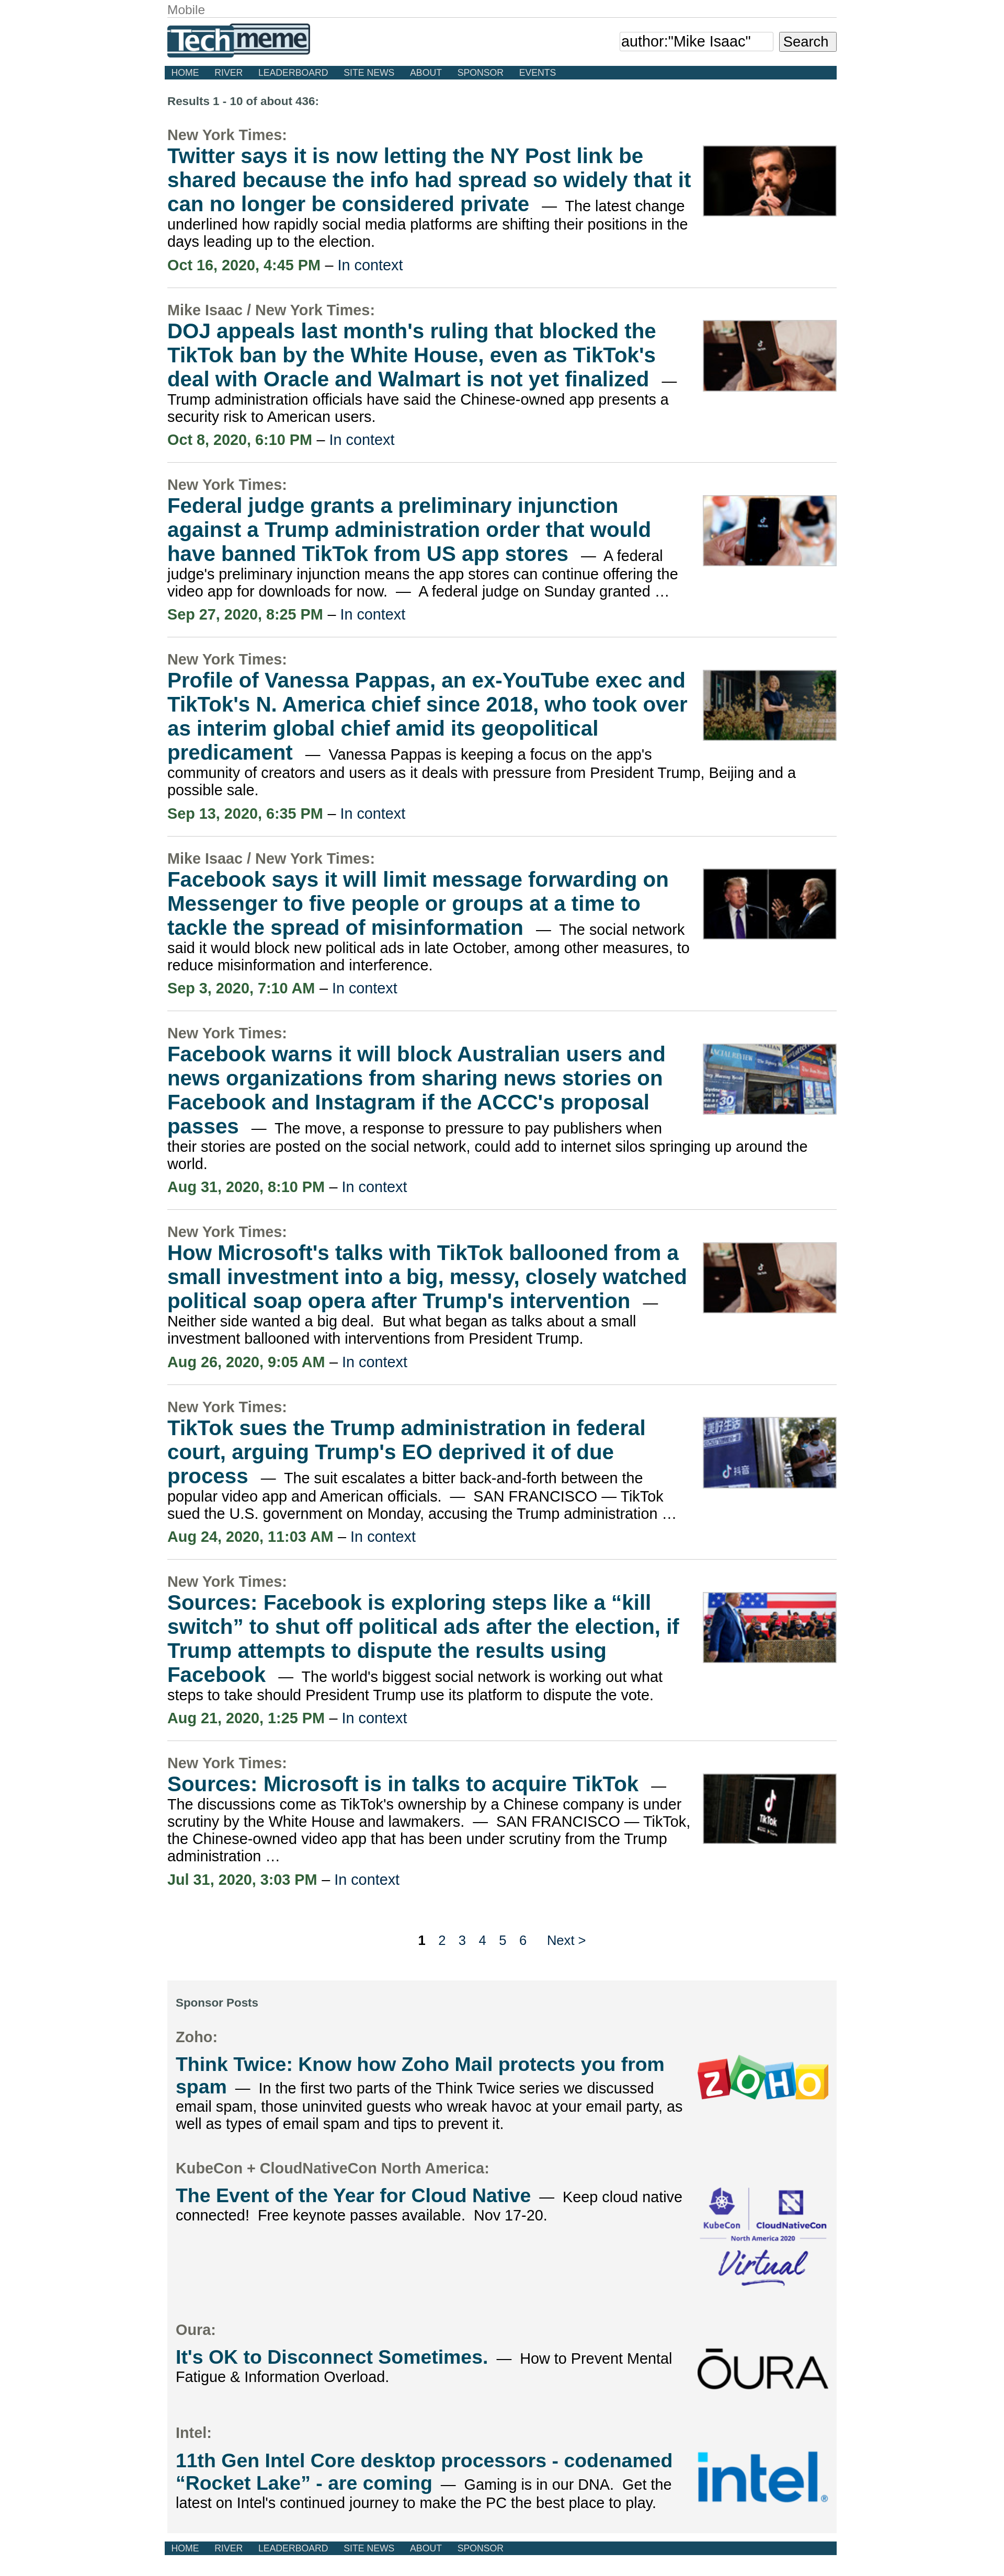 Mobile
Techmeme
author:"Mike Isaac"
Search
HOME RIVER LEADERBOARD SITE NEWS ABOUT SPONSOR EVENTS
Results 1 - 10 of about 436:
New York Times:
Twitter says it is now letting the NY Post link be
shared because the info had spread so widely that it
can no longer be considered private — The latest change
underlined how rapidly social media platforms are shifting their positions in the
days leading up to the election.
Oct 16, 2020, 4:45 PM – In context
Mike Isaac / New York Times:
DOJ appeals last month's ruling that blocked the
TikTok ban by the White House, even as TikTok's
deal with Oracle and Walmart is not yet finalized —
Trump administration officials have said the Chinese-owned app presents a
security risk to American users.
Oct 8, 2020, 6:10 PM – In context
New York Times:
Federal judge grants a preliminary injunction
against a Trump administration order that would
have banned TikTok from US app stores — A federal
judge's preliminary injunction means the app stores can continue offering the
video app for downloads for now. — A federal judge on Sunday granted …
Sep 27, 2020, 8:25 PM – In context
New York Times:
Profile of Vanessa Pappas, an ex-YouTube exec and
TikTok's N. America chief since 2018, who took over
as interim global chief amid its geopolitical
predicament — Vanessa Pappas is keeping a focus on the app's
community of creators and users as it deals with pressure from President Trump, Beijing and a
possible sale.
Sep 13, 2020, 6:35 PM – In context
Mike Isaac / New York Times:
Facebook says it will limit message forwarding on
Messenger to five people or groups at a time to
tackle the spread of misinformation — The social network
said it would block new political ads in late October, among other measures, to
reduce misinformation and interference.
Sep 3, 2020, 7:10 AM – In context
New York Times:
Facebook warns it will block Australian users and
news organizations from sharing news stories on
Facebook and Instagram if the ACCC's proposal
passes — The move, a response to pressure to pay publishers when
their stories are posted on the social network, could add to internet silos springing up around the
world.
Aug 31, 2020, 8:10 PM – In context
New York Times:
How Microsoft's talks with TikTok ballooned from a
small investment into a big, messy, closely watched
political soap opera after Trump's intervention —
Neither side wanted a big deal. But what began as talks about a small
investment ballooned with interventions from President Trump.
Aug 26, 2020, 9:05 AM – In context
New York Times:
TikTok sues the Trump administration in federal
court, arguing Trump's EO deprived it of due
process — The suit escalates a bitter back-and-forth between the
popular video app and American officials. — SAN FRANCISCO — TikTok
sued the U.S. government on Monday, accusing the Trump administration …
抖音
Aug 24, 2020, 11:03 AM – In context
New York Times:
Sources: Facebook is exploring steps like a “kill
switch” to shut off political ads after the election, if
Trump attempts to dispute the results using
Facebook — The world's biggest social network is working out what
steps to take should President Trump use its platform to dispute the vote.
Aug 21, 2020, 1:25 PM – In context
New York Times:
Sources: Microsoft is in talks to acquire TikTok —
The discussions come as TikTok's ownership by a Chinese company is under
scrutiny by the White House and lawmakers. — SAN FRANCISCO — TikTok,
the Chinese-owned video app that has been under scrutiny from the Trump
administration …
TikTok
Jul 31, 2020, 3:03 PM – In context
1 2 3 4 5 6 Next >
Sponsor Posts
Zoho:
Think Twice: Know how Zoho Mail protects you from
spam — In the first two parts of the Think Twice series we discussed
email spam, those uninvited guests who wreak havoc at your email party, as
well as types of email spam and tips to prevent it.
ZOHO
KubeCon + CloudNativeCon North America:
The Event of the Year for Cloud Native — Keep cloud native
connected! Free keynote passes available. Nov 17-20.
KubeCon CloudNativeCon
North America 2020
Virtual
Oura:
It's OK to Disconnect Sometimes. — How to Prevent Mental
Fatigue & Information Overload.
ŌURA
Intel:
11th Gen Intel Core desktop processors - codenamed
“Rocket Lake” - are coming — Gaming is in our DNA. Get the
latest on Intel's continued journey to make the PC the best place to play.
intel®
HOME RIVER LEADERBOARD SITE NEWS ABOUT SPONSOR